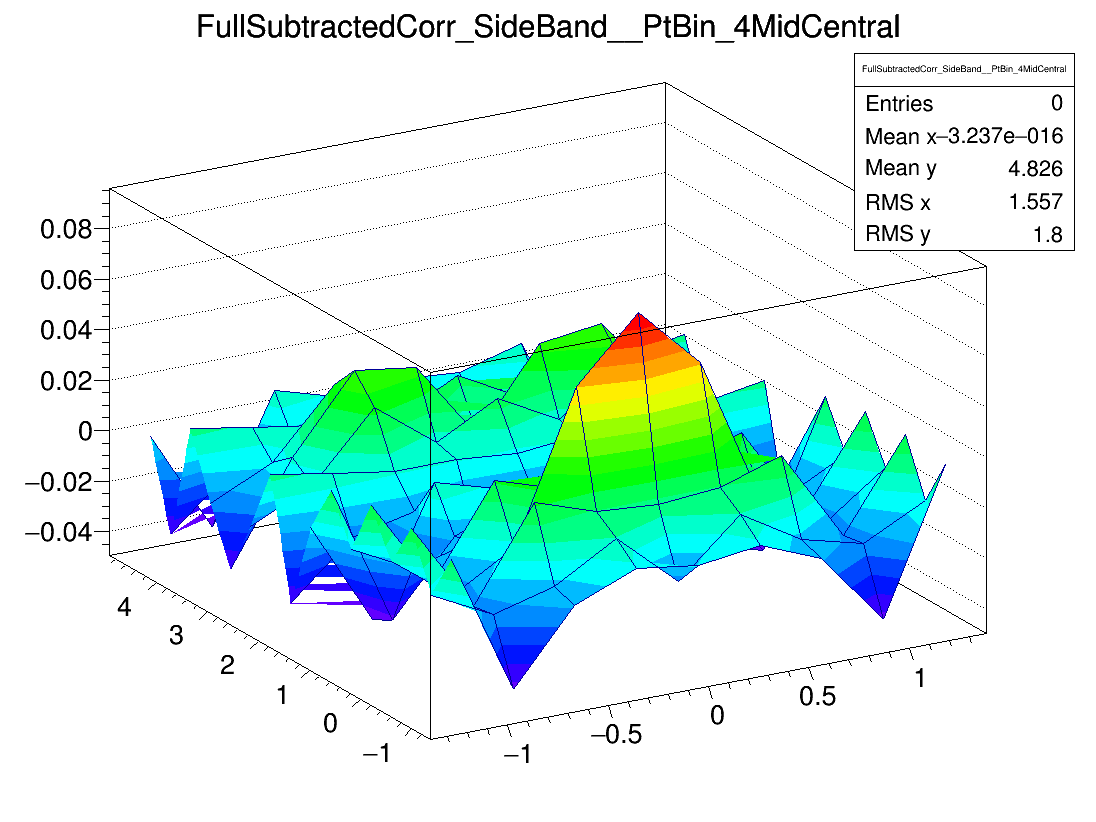 FullSubtractedCorr_SideBand__PtBin_4MidCentral
FullSubtractedCorr_SideBand__PtBin_4MidCentral
Entries 0
Mean x −3.237e−016
Mean y 4.826
RMS x 1.557
RMS y 1.8
0.08
0.06
0.04
0.02
0
−0.02
−0.04
4
3
2
1
0
−1
−1
−0.5
0
0.5
1